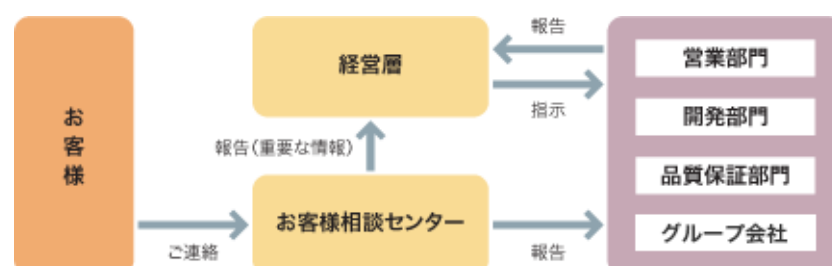 お客様
経営層
報告
指示
営業部門
開発部門
品質保証部門
グループ会社
報告(重要な情報)
お客様相談センター
ご連絡
報告